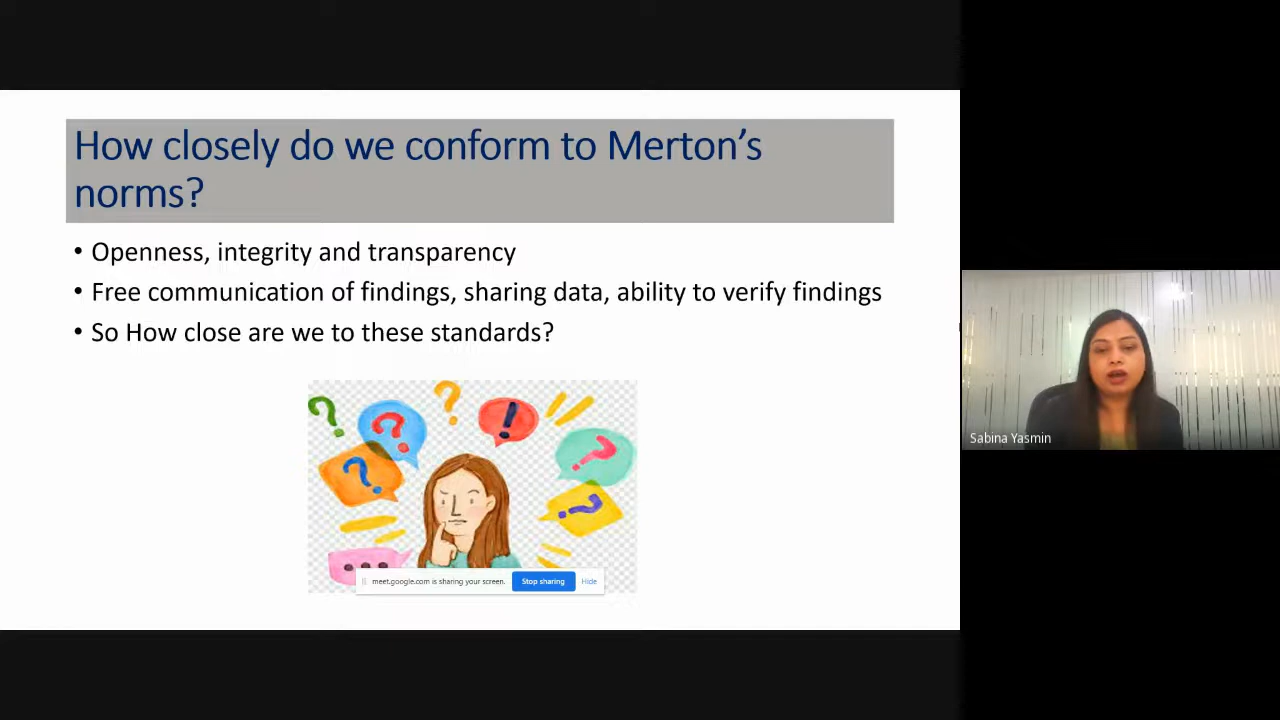 How closely do we conform to Merton's
norms?
• Openness, integrity and transparency
• Free communication of findings, sharing data, ability to verify findings
• So How close are we to these standards?
meet.google.com is sharing your screen. Stop sharing Hide
Sabina Yasmin